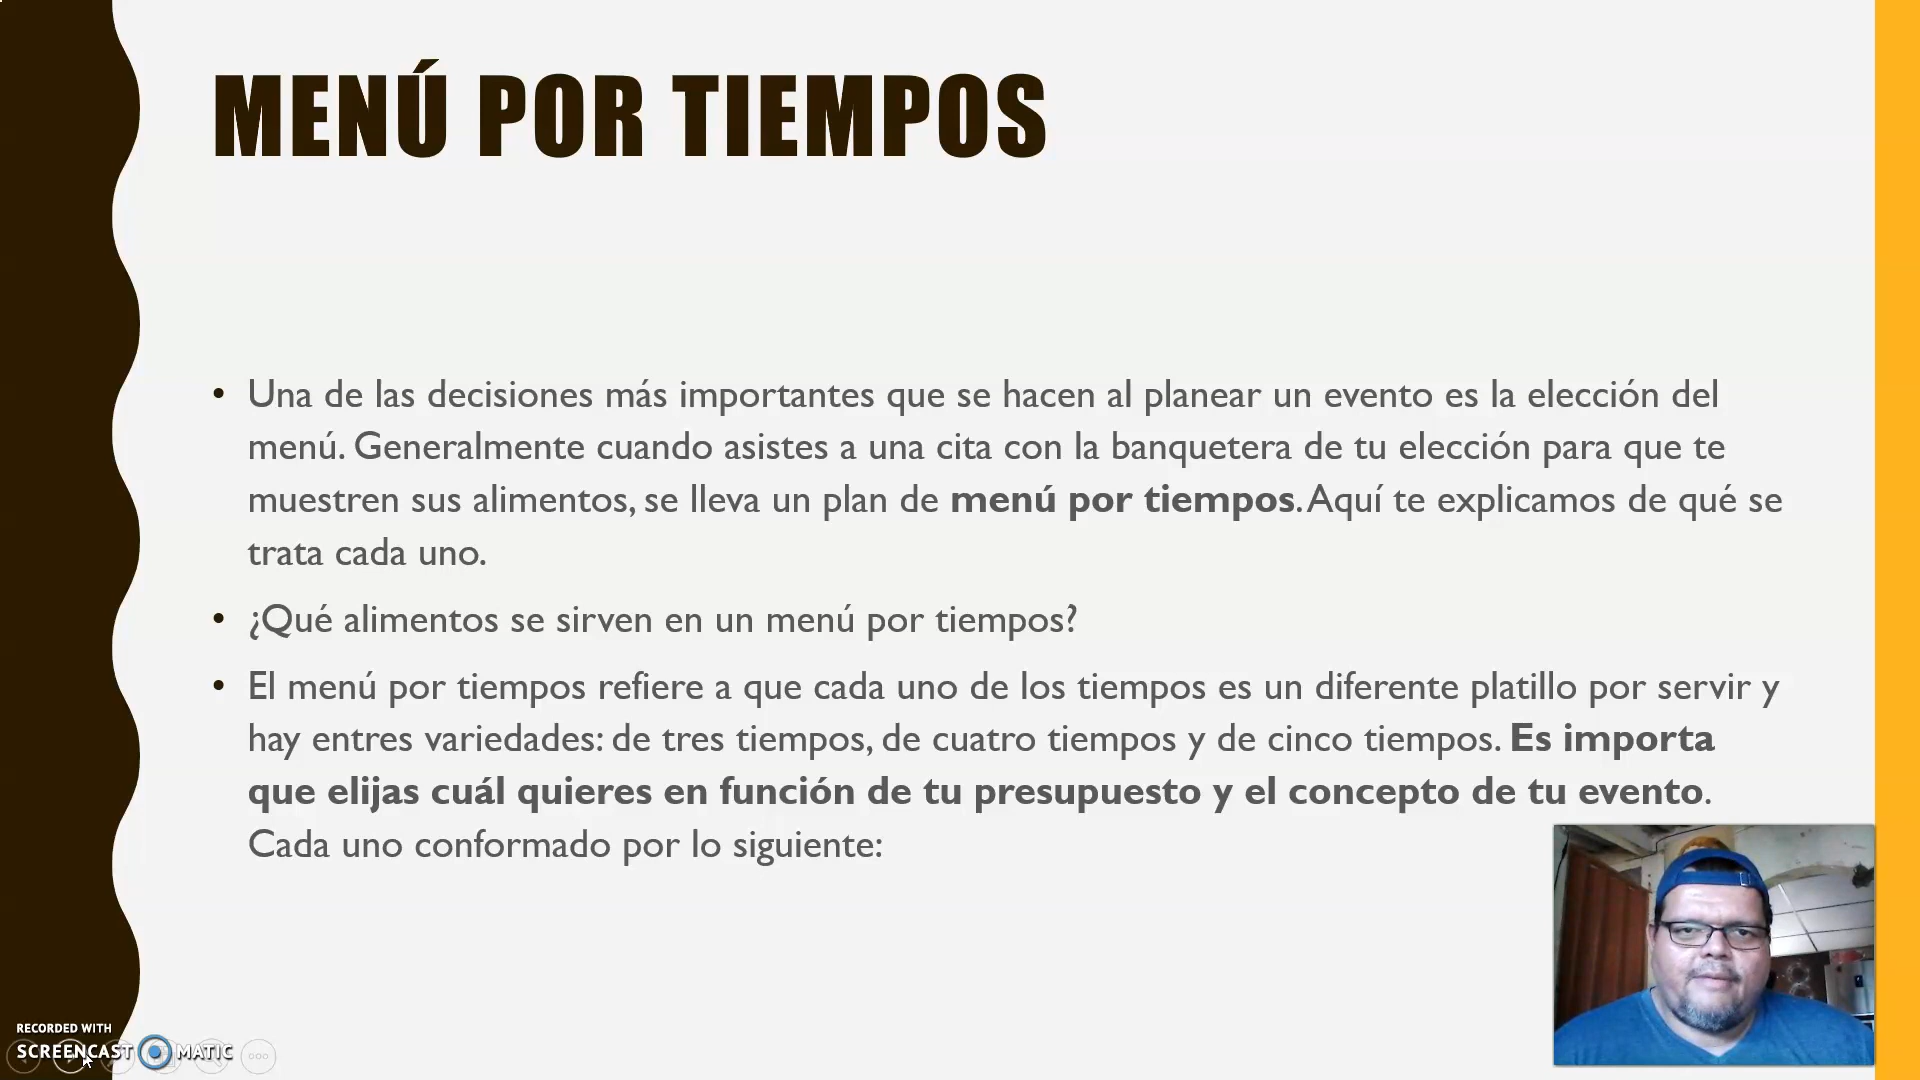 MENÚ POR TIEMPOS
• Una de las decisiones más importantes que se hacen al planear un evento es la elección del
menú. Generalmente cuando asistes a una cita con la banquetera de tu elección para que te
muestren sus alimentos, se lleva un plan de menú por tiempos. Aquí te explicamos de qué se
trata cada uno.
• ¿Qué alimentos se sirven en un menú por tiempos?
• El menú por tiempos refiere a que cada uno de los tiempos es un diferente platillo por servir y
hay entres variedades: de tres tiempos, de cuatro tiempos y de cinco tiempos. Es importa
que elijas cuál quieres en función de tu presupuesto y el concepto de tu evento.
Cada uno conformado por lo siguiente:
RECORDED WITH
SCREENCAST MATIC